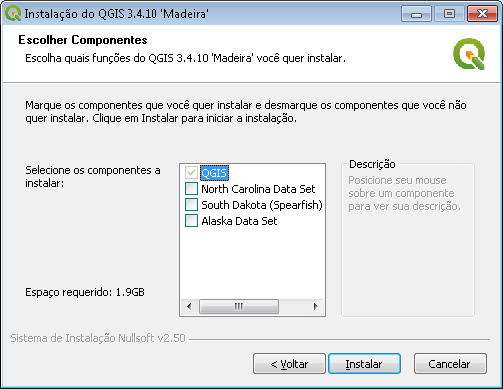 Instalação do QGIS 3.4.10 'Madeira'
Escolher Componentes
Escolha quais funções do QGIS 3.4.10 'Madeira' você quer instalar.
Marque os componentes que você quer instalar e desmarque os componentes que você não
quer instalar. Clique em Instalar para iniciar a instalação.
Selecione os componentes a
instalar:
QGIS
North Carolina Data Set
South Dakota (Spearfish)
Alaska Data Set
Descrição
Posicione seu mouse
sobre um componente
para ver sua descrição.
Espaço requerido: 1.9GB
Sistema de Instalação Nullsoft v2.50
< Voltar
Instalar
Cancelar